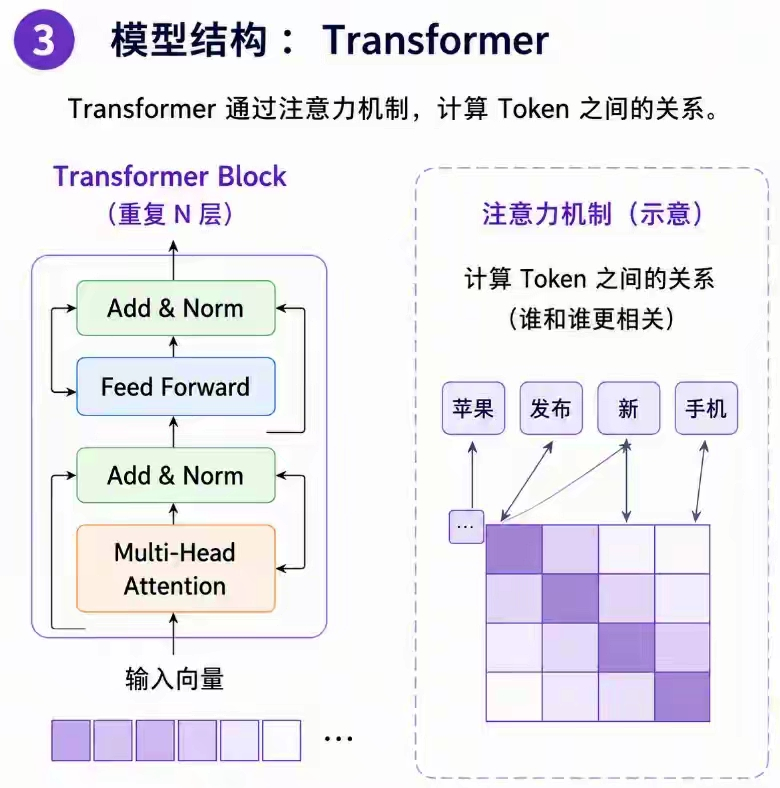 3 模型结构： Transformer
Transformer 通过注意力机制，计算 Token 之间的关系。
Transformer Block
（重复 N 层）
Add & Norm
Feed Forward
Add & Norm
Multi-Head
Attention
输入向量
...
注意力机制（示意）
计算 Token 之间的关系
（谁和谁更相关）
苹果 发布 新 手机
...